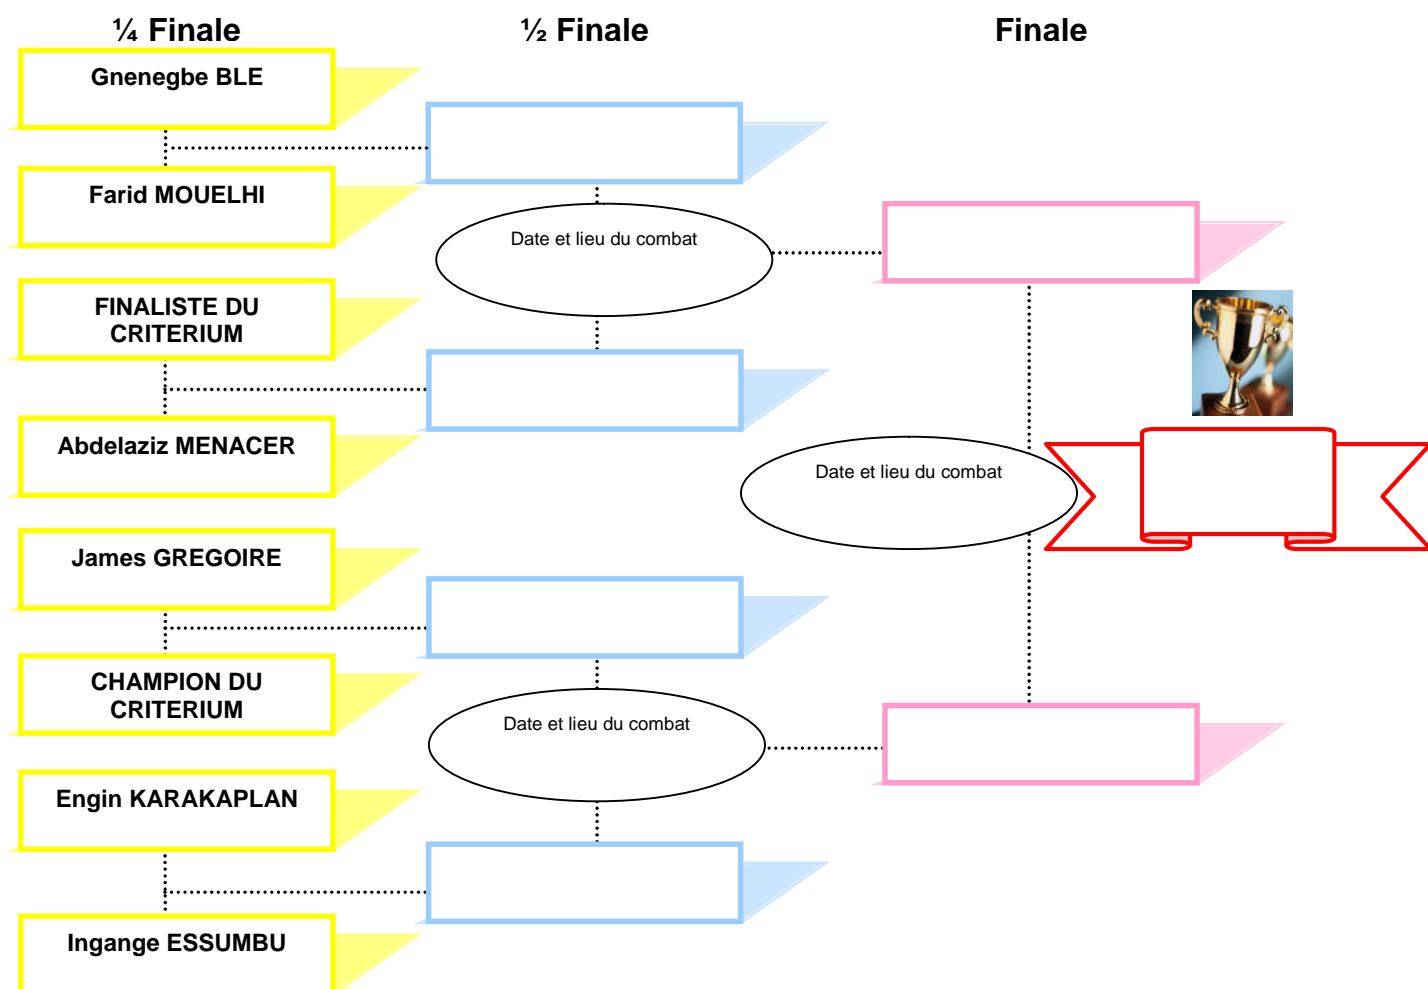 ¼ Finale
½ Finale
Finale
Gnenegbe BLE
Farid MOUELHI
Date et lieu du combat
FINALISTE DU
CRITERIUM
Abdelaziz MENACER
Date et lieu du combat
James GREGOIRE
CHAMPION DU
CRITERIUM
Date et lieu du combat
Engin KARAKAPLAN
Ingange ESSUMBU